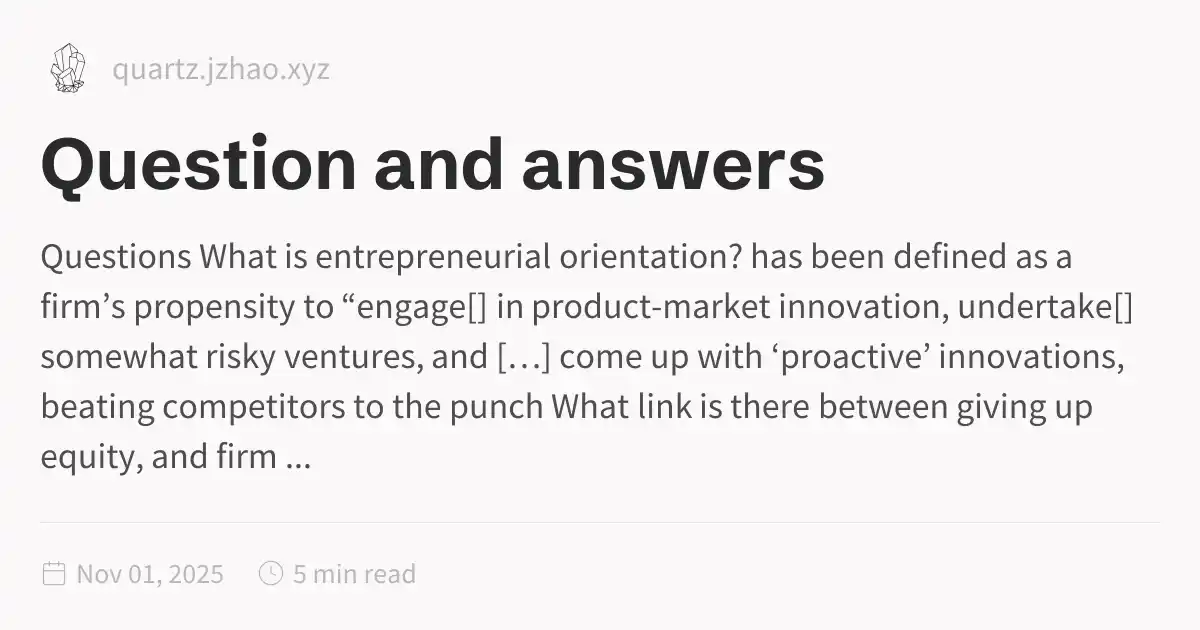 quartz.jzhao.xyz
Question and answers
Questions What is entrepreneurial orientation? has been defined as a
firm’s propensity to “engage[] in product-market innovation, undertake[]
somewhat risky ventures, and […] come up with ‘proactive’ innovations,
beating competitors to the punch What link is there between giving up
equity, and firm ...
Nov 01, 2025 5 min read